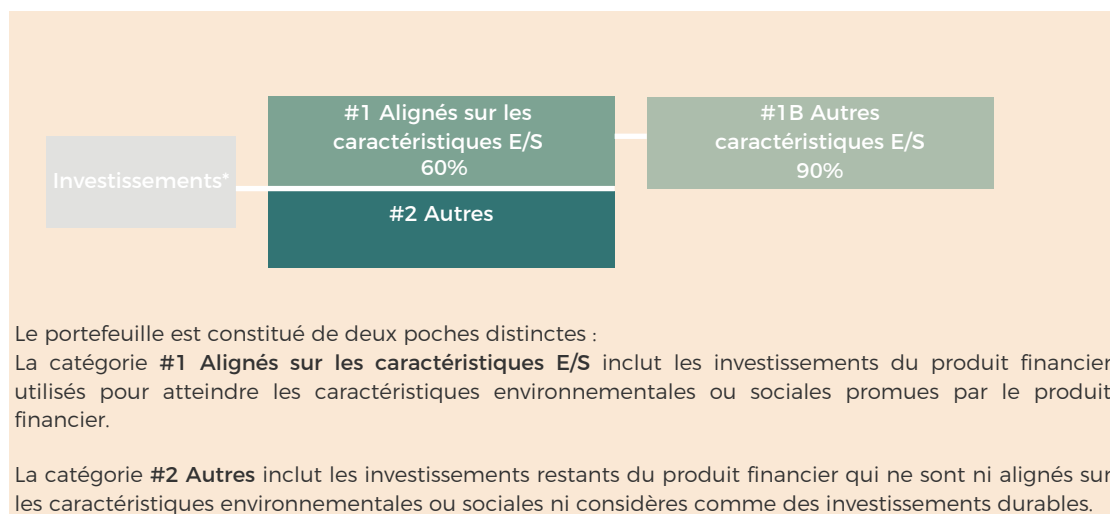 Investissements*
#1 Alignés sur les
caractéristiques E/S
60%
#1B Autres
caractéristiques E/S
90%
#2 Autres
Le portefeuille est constitué de deux poches distinctes :
La catégorie #1 Alignés sur les caractéristiques E/S inclut les investissements du produit financier
utilisés pour atteindre les caractéristiques environnementales ou sociales promues par le produit
financier.
La catégorie #2 Autres inclut les investissements restants du produit financier qui ne sont ni alignés sur
les caractéristiques environnementales ou sociales ni considères comme des investissements durables.